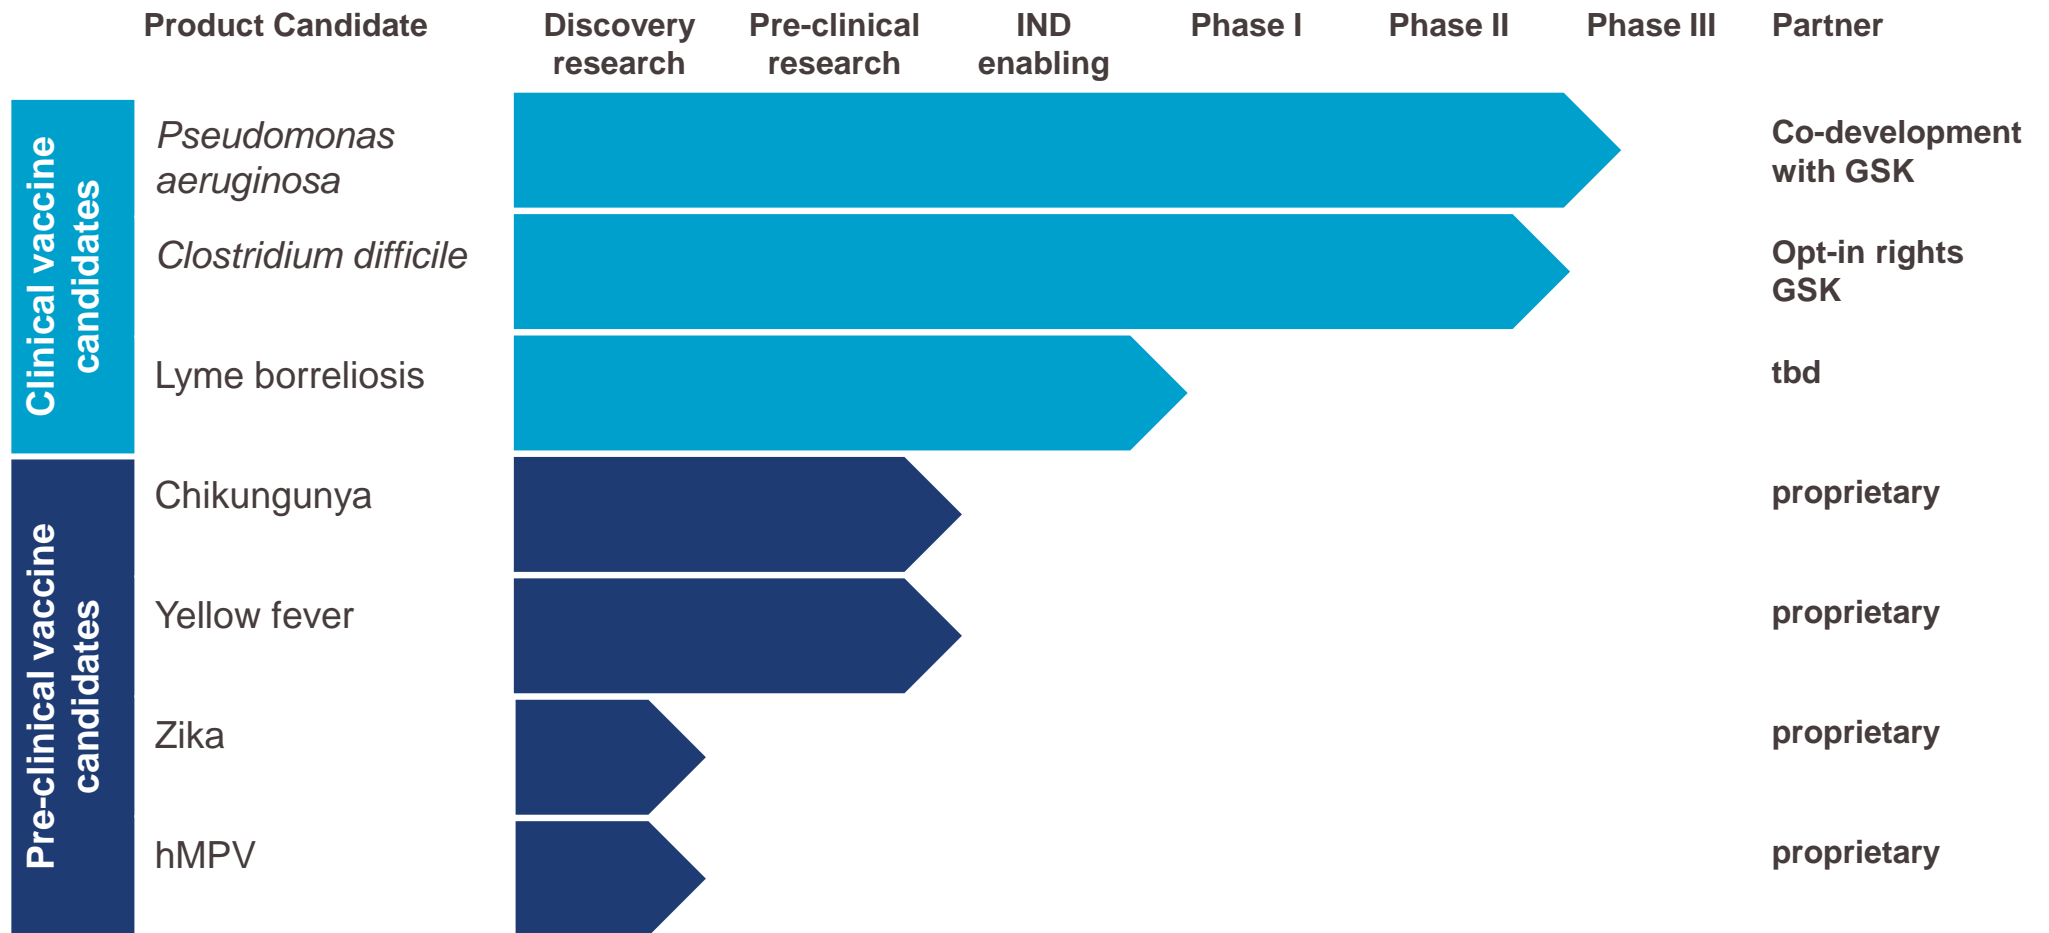 Product Candidate
Discovery
research
Pre-clinical
research
IND
enabling
Phase I
Phase II
Phase III
Partner
Clinical vaccine
candidates
Pseudomonas
aeruginosa
Co-development
with GSK
Clostridium difficile
Opt-in rights
GSK
Lyme borreliosis
tbd
Pre-clinical vaccine
candidates
Chikungunya
proprietary
Yellow fever
proprietary
Zika
proprietary
hMPV
proprietary